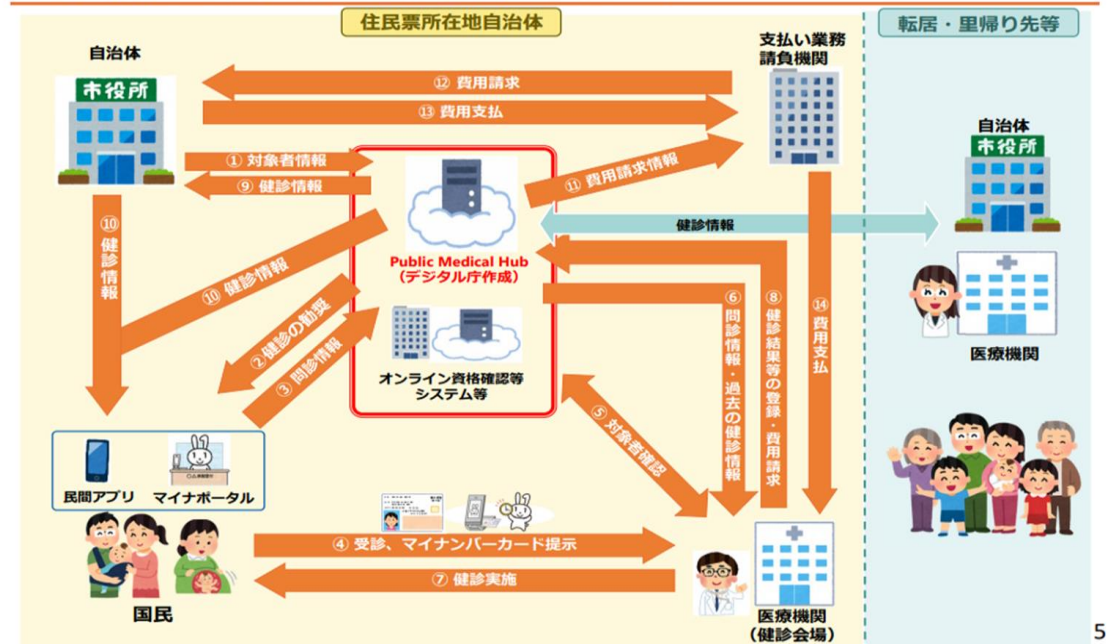 住民票所在地自治体
転居・里帰り先等
自治体
市役所
支払い業務
請負機関
⑫ 費用請求
⑬ 費用支払
① 対象者情報
⑨ 健診情報
⑪ 費用請求情報
自治体
市役所
健診情報
Public Medical Hub
(デジタル庁作成)
⑩ 健診情報
⑩ 健診情報
② 健診の勧奨
③ 問診情報
オンライン資格確認等
システム等
⑤ 対象者確認
⑥ 問診情報・過去の健診情報
⑧ 健診結果等の登録・費用請求
⑭ 費用支払
医療機関
民間アプリ
マイナポータル
④ 受診、マイナンバーカード提示
⑦ 健診実施
国民
医療機関
(健診会場)
5